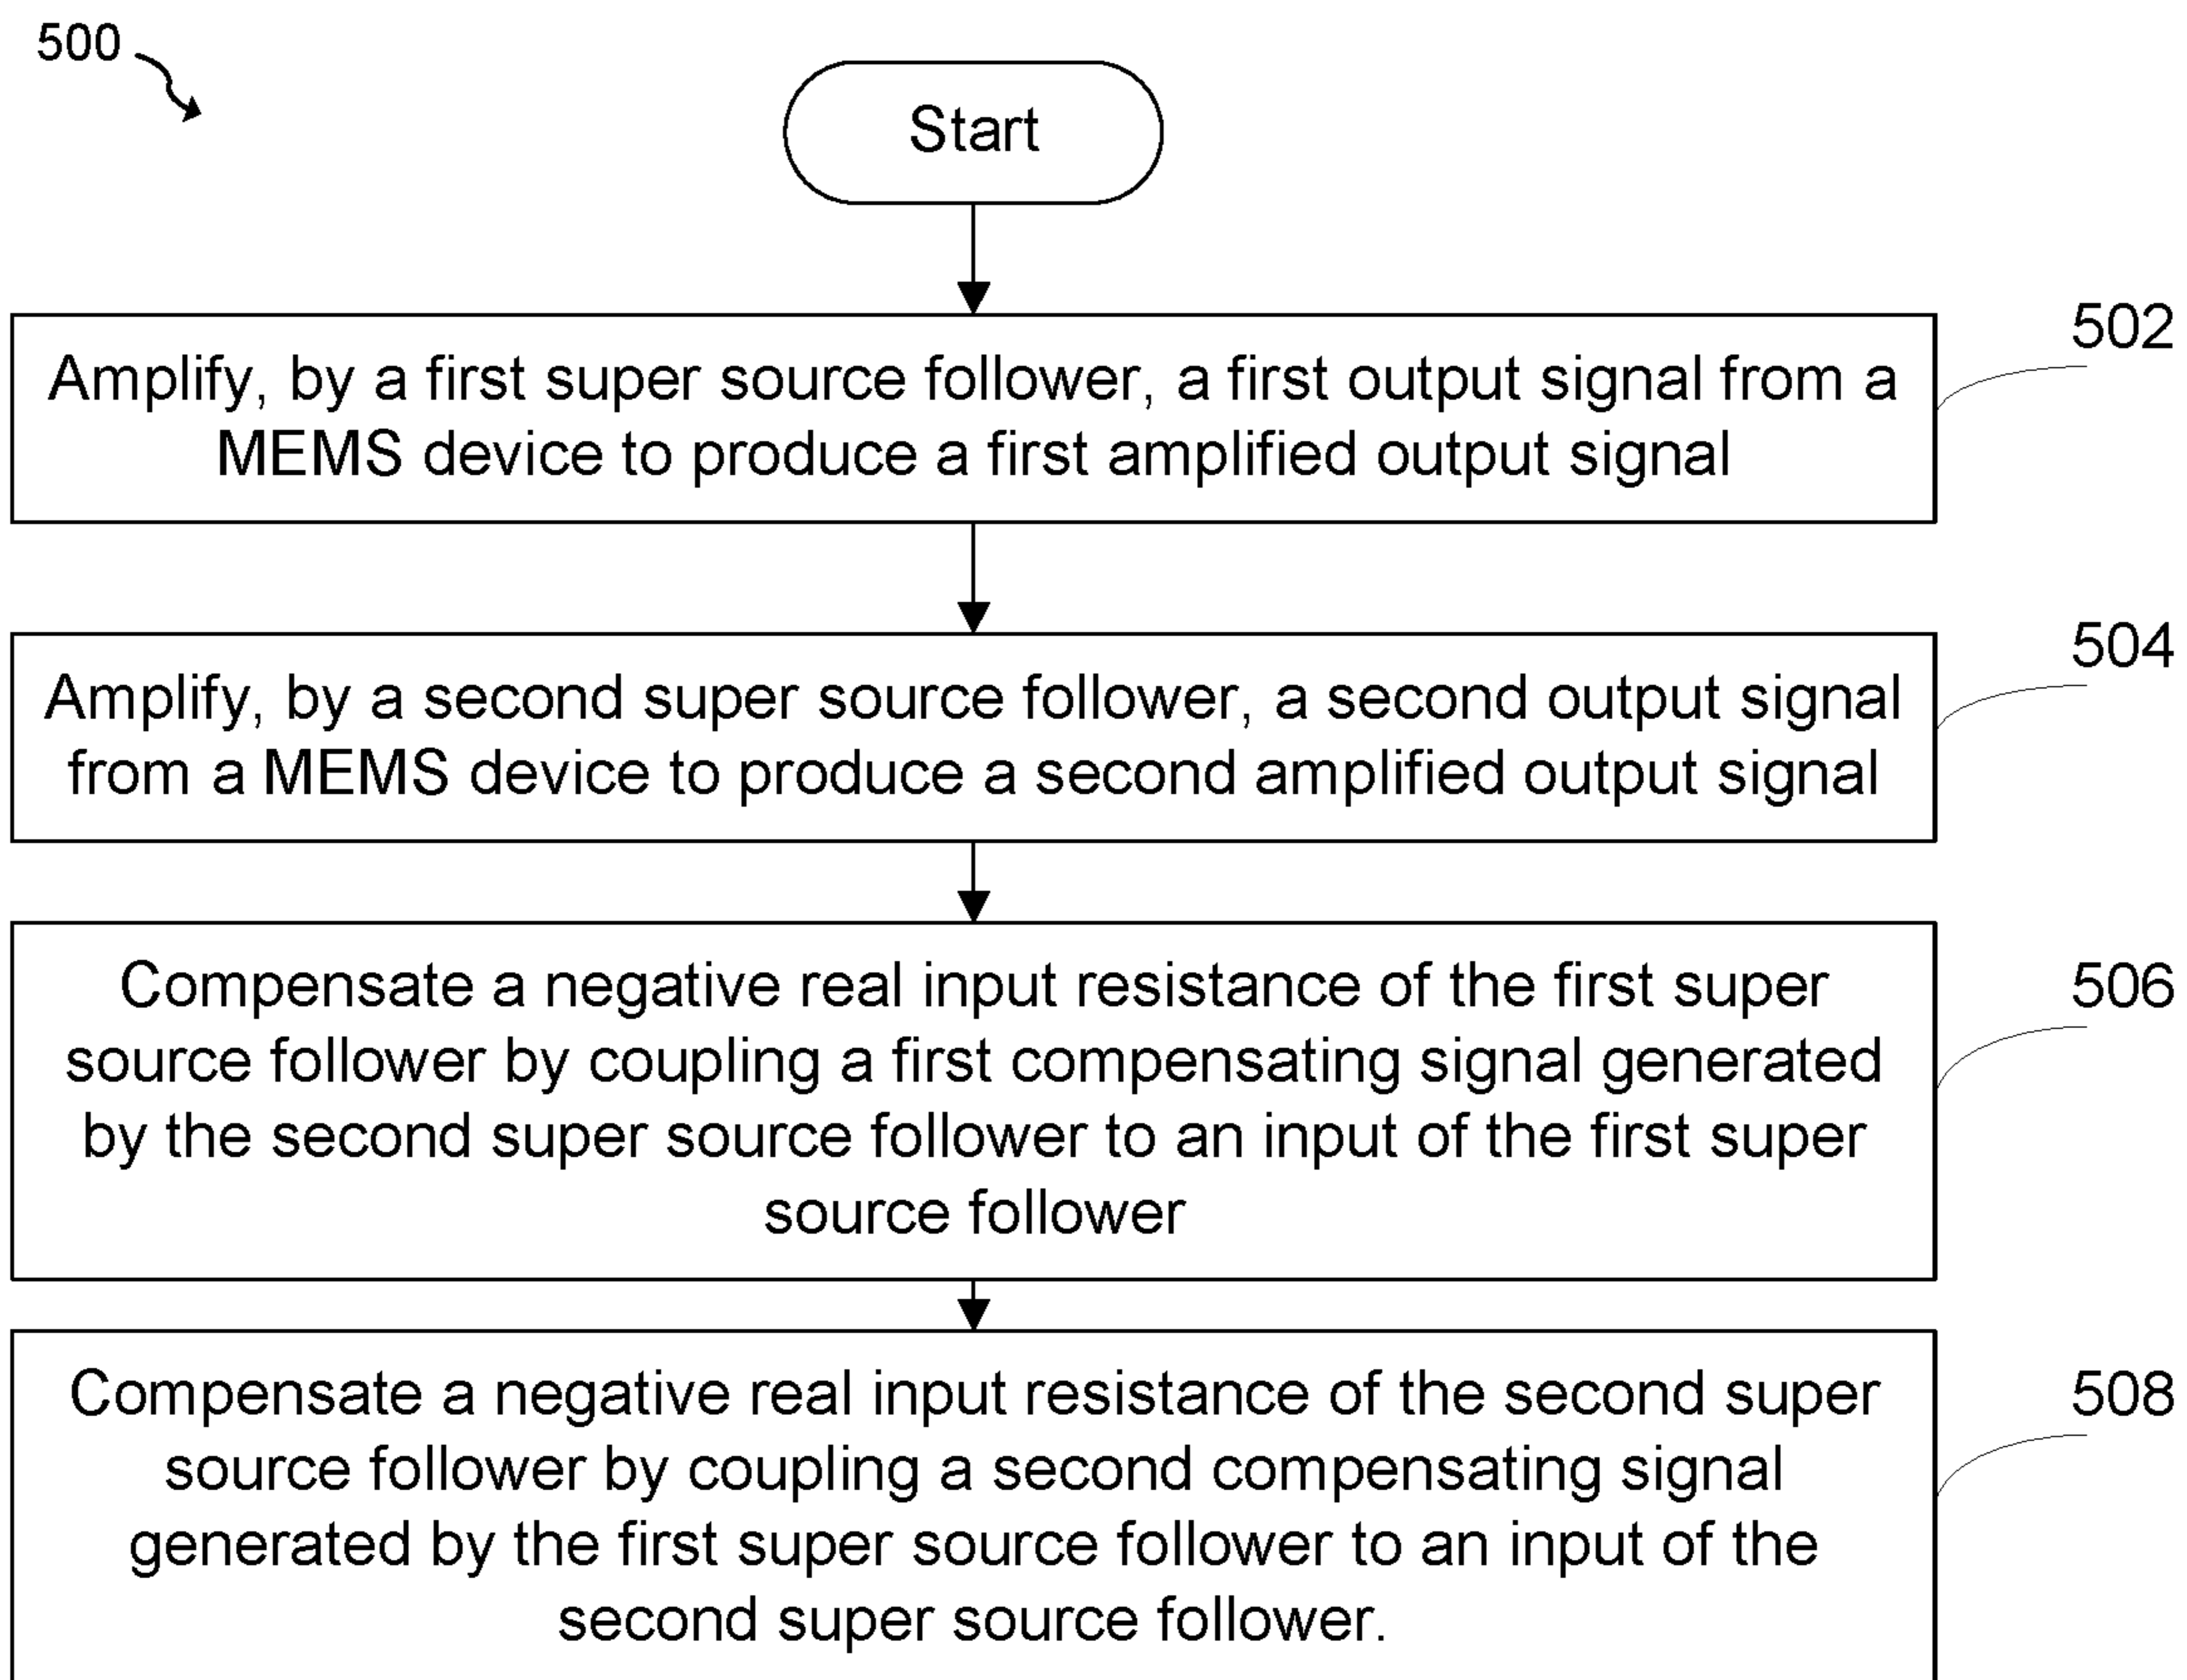 500
Start
502
Amplify, by a first super source follower, a first output signal from a
MEMS device to produce a first amplified output signal
504
Amplify, by a second super source follower, a second output signal
from a MEMS device to produce a second amplified output signal
506
Compensate a negative real input resistance of the first super
source follower by coupling a first compensating signal generated
by the second super source follower to an input of the first super
source follower
508
Compensate a negative real input resistance of the second super
source follower by coupling a second compensating signal
generated by the first super source follower to an input of the
second super source follower.